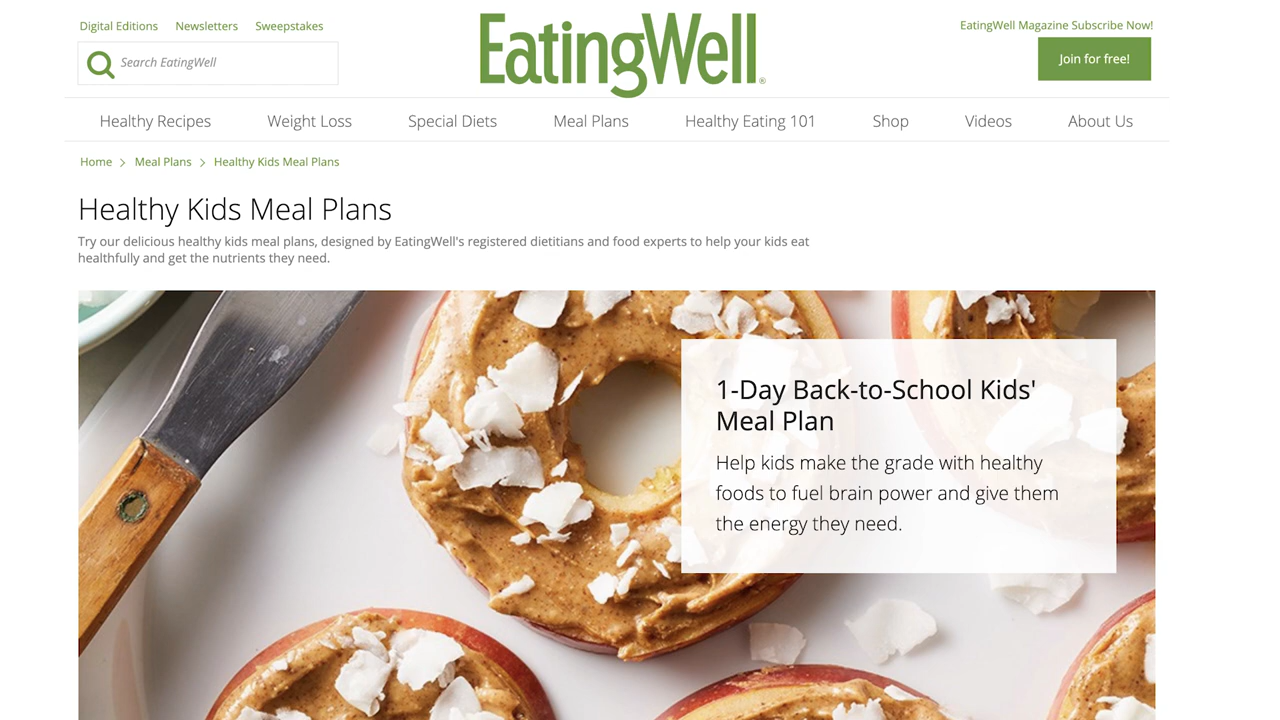 Digital Editions Newsletters Sweepstakes
Search EatingWell
EatingWell®
EatingWell Magazine Subscribe Now!
Join for free!
Healthy Recipes Weight Loss Special Diets Meal Plans Healthy Eating 101 Shop Videos About Us
Home > Meal Plans > Healthy Kids Meal Plans
Healthy Kids Meal Plans
Try our delicious healthy kids meal plans, designed by EatingWell's registered dietitians and food experts to help your kids eat
healthfully and get the nutrients they need.
1-Day Back-to-School Kids'
Meal Plan
Help kids make the grade with healthy
foods to fuel brain power and give them
the energy they need.